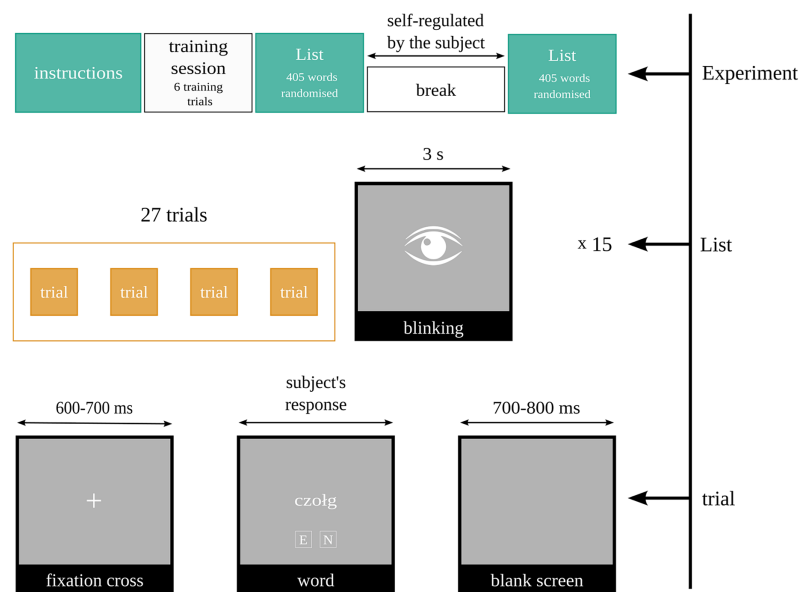 self-regulated
by the subject
instructions
training
session
6 training
trials
List
405 words
randomised
break
List
405 words
randomised
Experiment
3 s
27 trials
trial
trial
trial
trial
blinking
x 15
List
600-700 ms
subject's
response
700-800 ms
+
czołg
E N
fixation cross
word
blank screen
trial